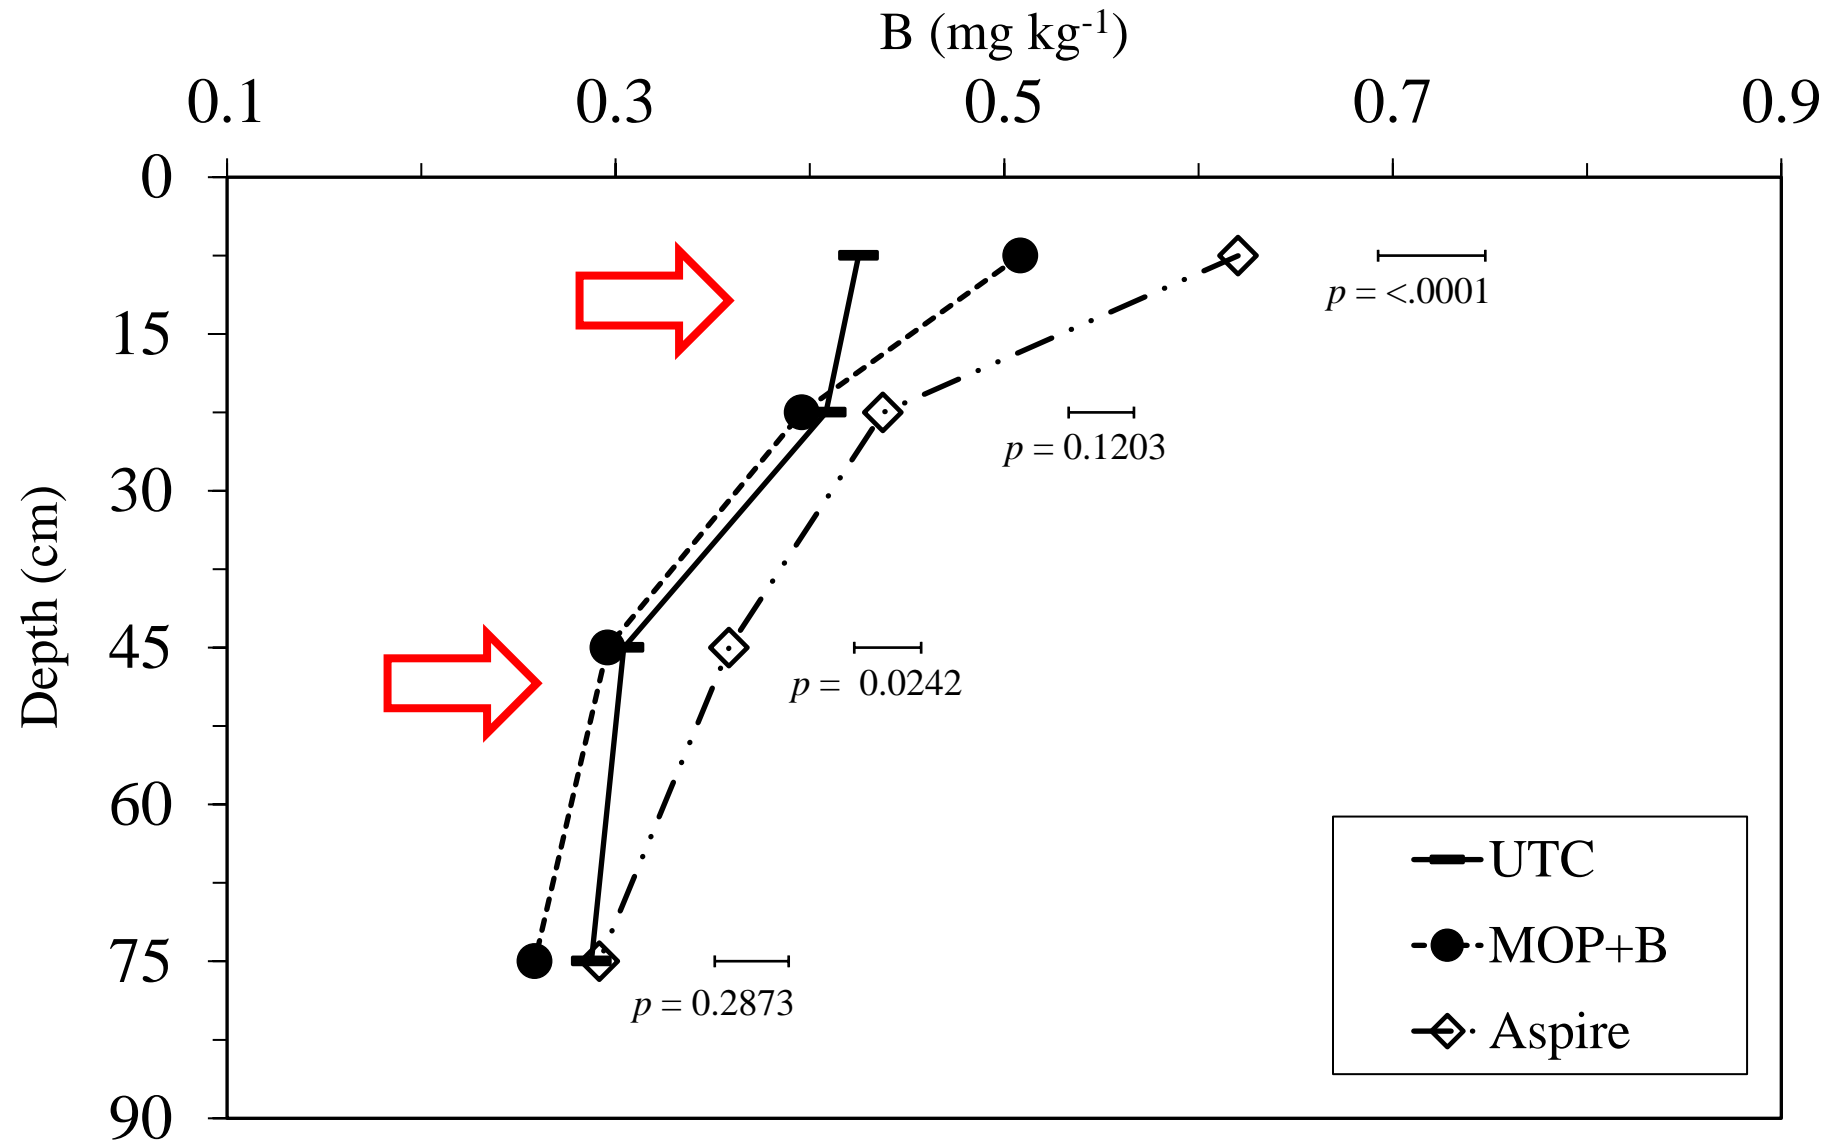 B (mg kg⁻¹)
0.1 0.3 0.5 0.7 0.9
0
15
30
45
60
75
90
Depth (cm)
p = <.0001
p = 0.1203
p = 0.0242
p = 0.2873
UTC
MOP+B
Aspire